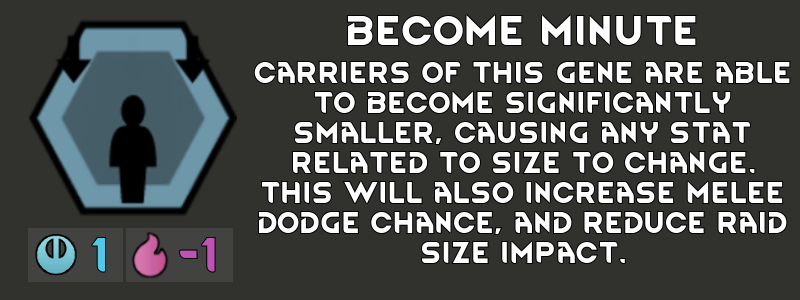 BECOME MINUTE
CARRIERS OF THIS GENE ARE ABLE
TO BECOME SIGNIFICANTLY
SMALLER, CAUSING ANY STAT
RELATED TO SIZE TO CHANGE.
THIS WILL ALSO INCREASE MELEE
DODGE CHANCE, AND REDUCE RAID
SIZE IMPACT.
1 -1